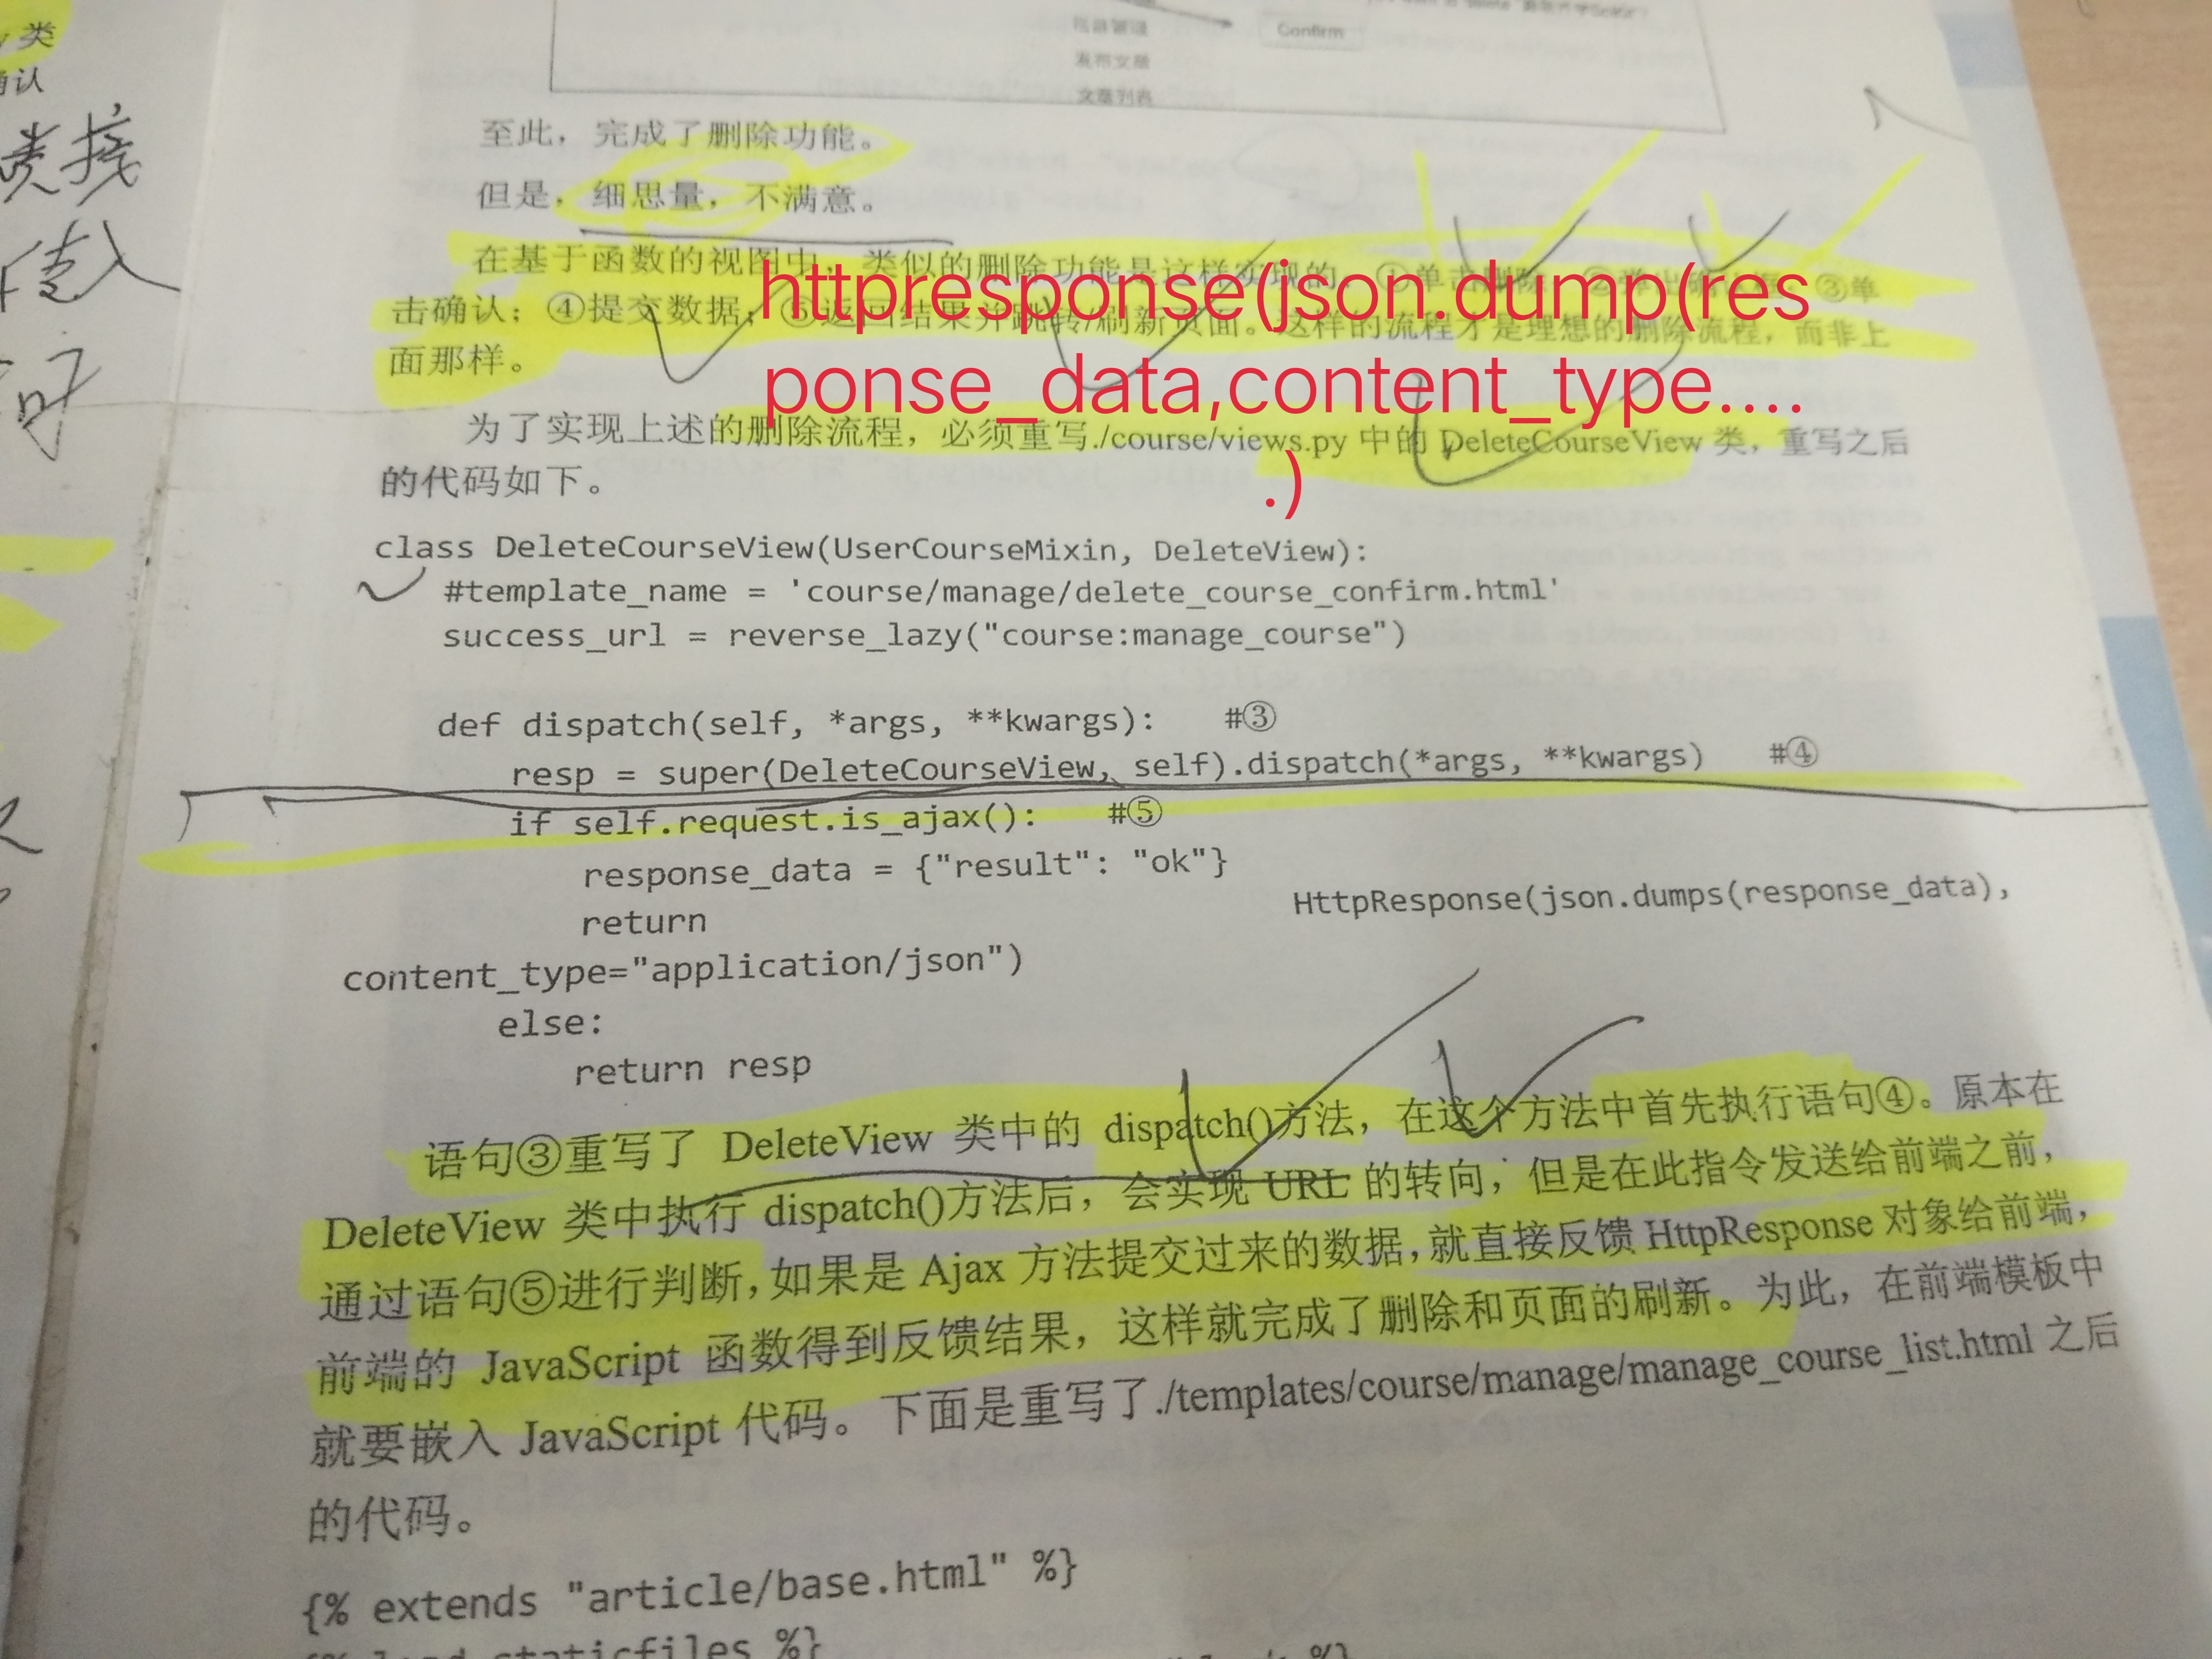 类
确认
Confirm
批量管理
发布文章
文章列表
至此，完成了删除功能。
但是，细思量，不满意。
在基于函数的视图中，类似的删除功能是这样实现的，①单击删除；②弹出确认框；③单
击确认；④提交数据；⑤返回结果并跳转/刷新页面。这样的流程才是理想的删除流程，而非上
面那样。
httpresponse(json.dump(res
ponse_data,content_type....
.)
为了实现上述的删除流程，必须重写./course/views.py 中的 DeleteCourseView 类，重写之后
的代码如下。
class DeleteCourseView(UserCourseMixin, DeleteView):
#template_name = 'course/manage/delete_course_confirm.html'
success_url = reverse_lazy("course:manage_course")
def dispatch(self, *args, **kwargs): #③
resp = super(DeleteCourseView, self).dispatch(*args, **kwargs) #④
if self.request.is_ajax(): #⑤
response_data = {"result": "ok"}
return HttpResponse(json.dumps(response_data),
content_type="application/json")
else:
return resp
语句③重写了 DeleteView 类中的 dispatch()方法，在这个方法中首先执行语句④。原本在
DeleteView 类中执行 dispatch()方法后，会实现 URL 的转向，但是在此指令发送给前端之前，
通过语句⑤进行判断，如果是 Ajax 方法提交过来的数据，就直接反馈 HttpResponse 对象给前端，
前端的 JavaScript 函数得到反馈结果，这样就完成了删除和页面的刷新。为此，在前端模板中
就要嵌入 JavaScript 代码。下面是重写了./templates/course/manage/manage_course_list.html 之后
的代码。
{% extends "article/base.html" %}
{% load staticfiles %}